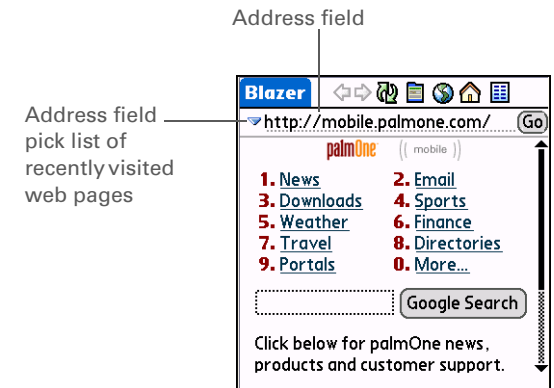 Address field
Address field
pick list of
recently visited
web pages
Blazer
http://mobile.palmone.com/ Go
palmOne (( mobile ))
1. News 2. Email
3. Downloads 4. Sports
5. Weather 6. Finance
7. Travel 8. Directories
9. Portals 0. More...
Google Search
Click below for palmOne news,
products and customer support.